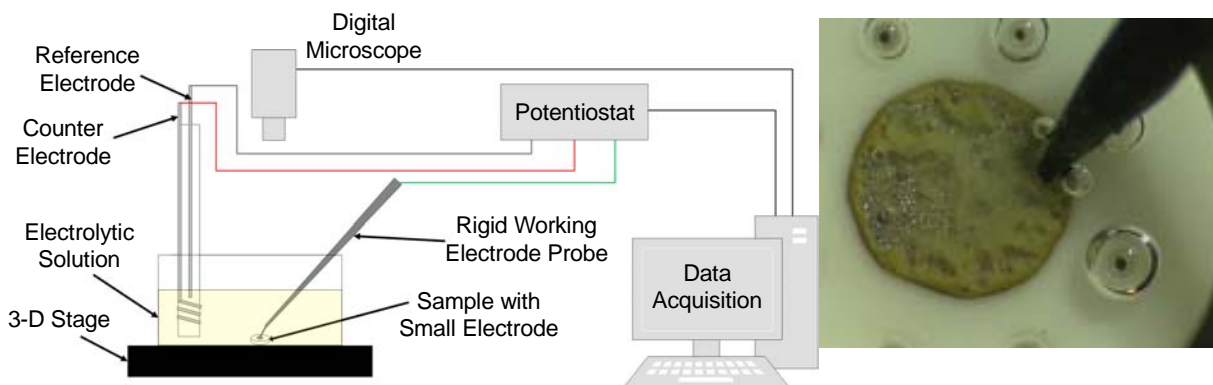 Digital
Microscope
Reference
Electrode
Counter
Electrode
Potentiostat
Electrolytic
Solution
Rigid Working
Electrode Probe
Data
Acquisition
3-D Stage
Sample with
Small Electrode